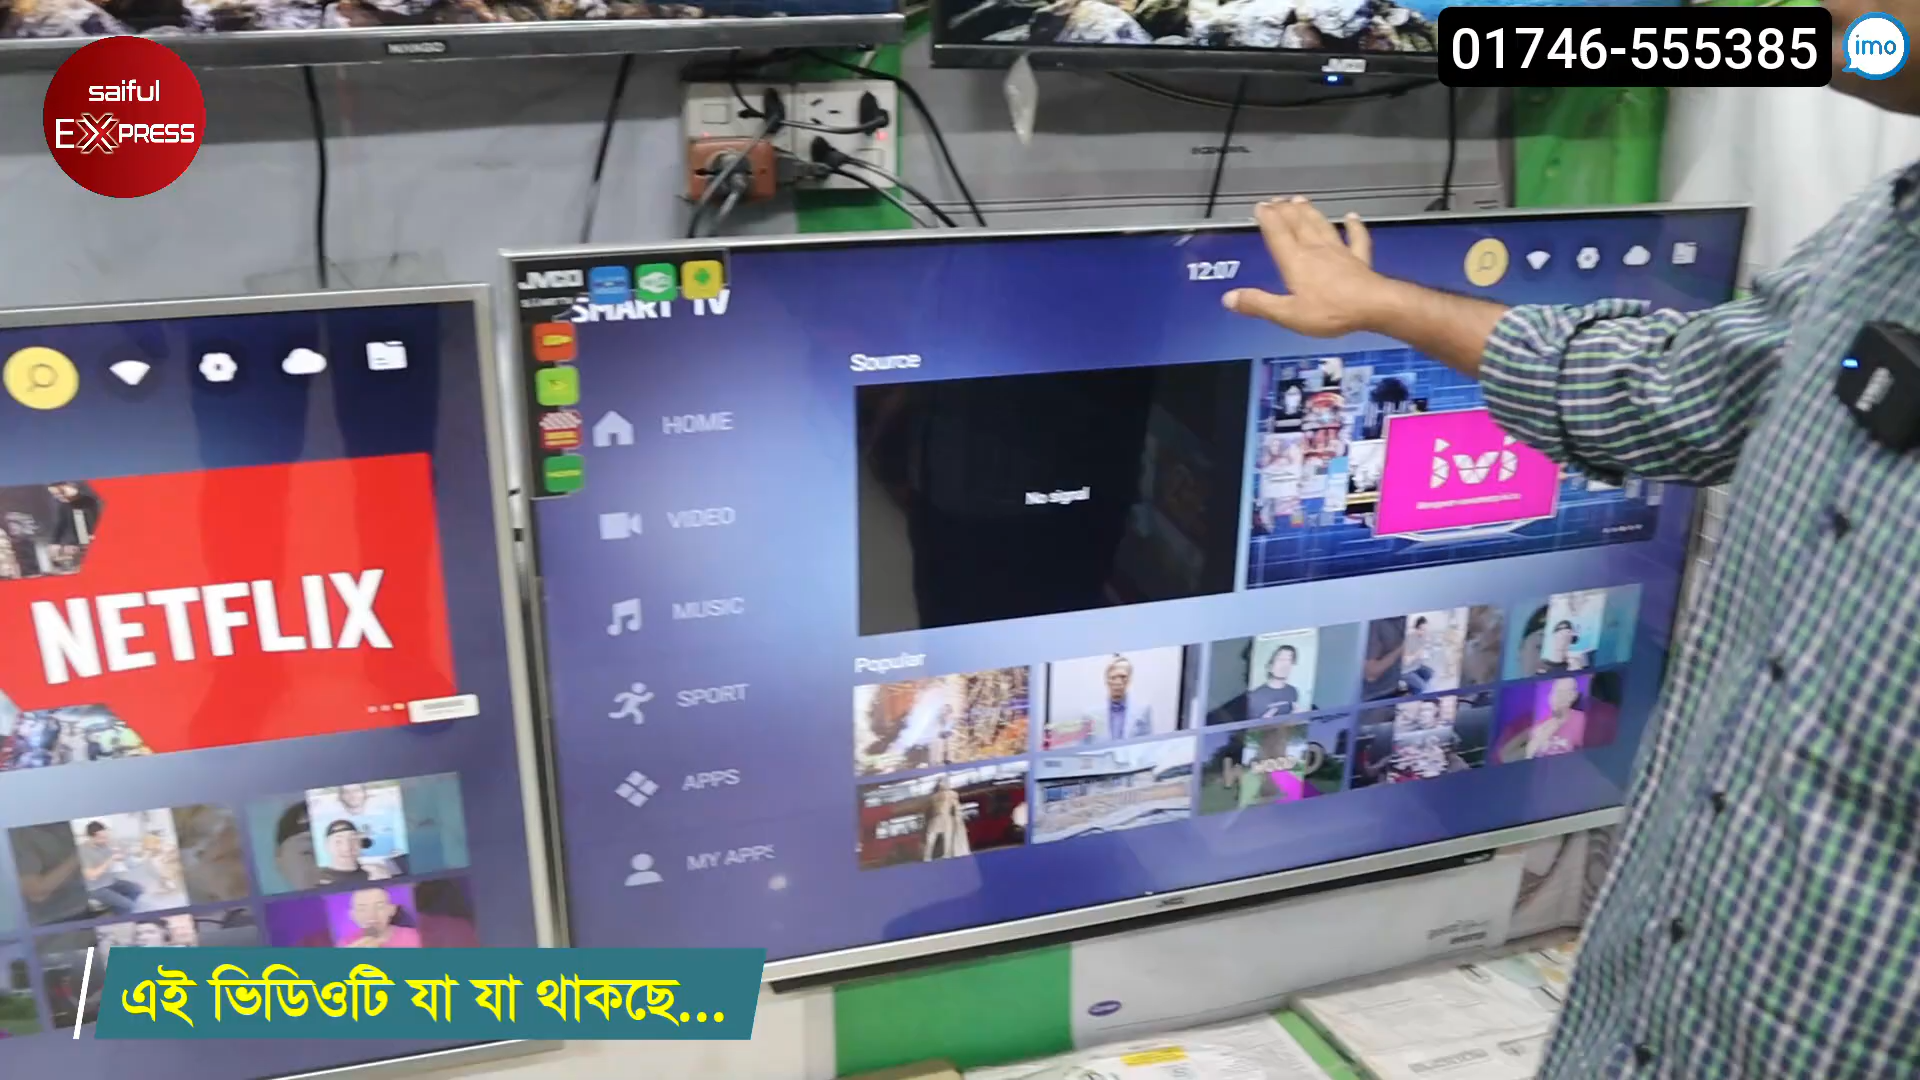 saiful
EXPRESS
01746-555385
imo
JVCO
12:07
SMART TV
Source
HOME
No signal
ivi
VIDEO
NETFLIX
MUSIC
Popular
SPORT
APPS
MY APPS
এই ভিডিওটি যা যা থাকছে...